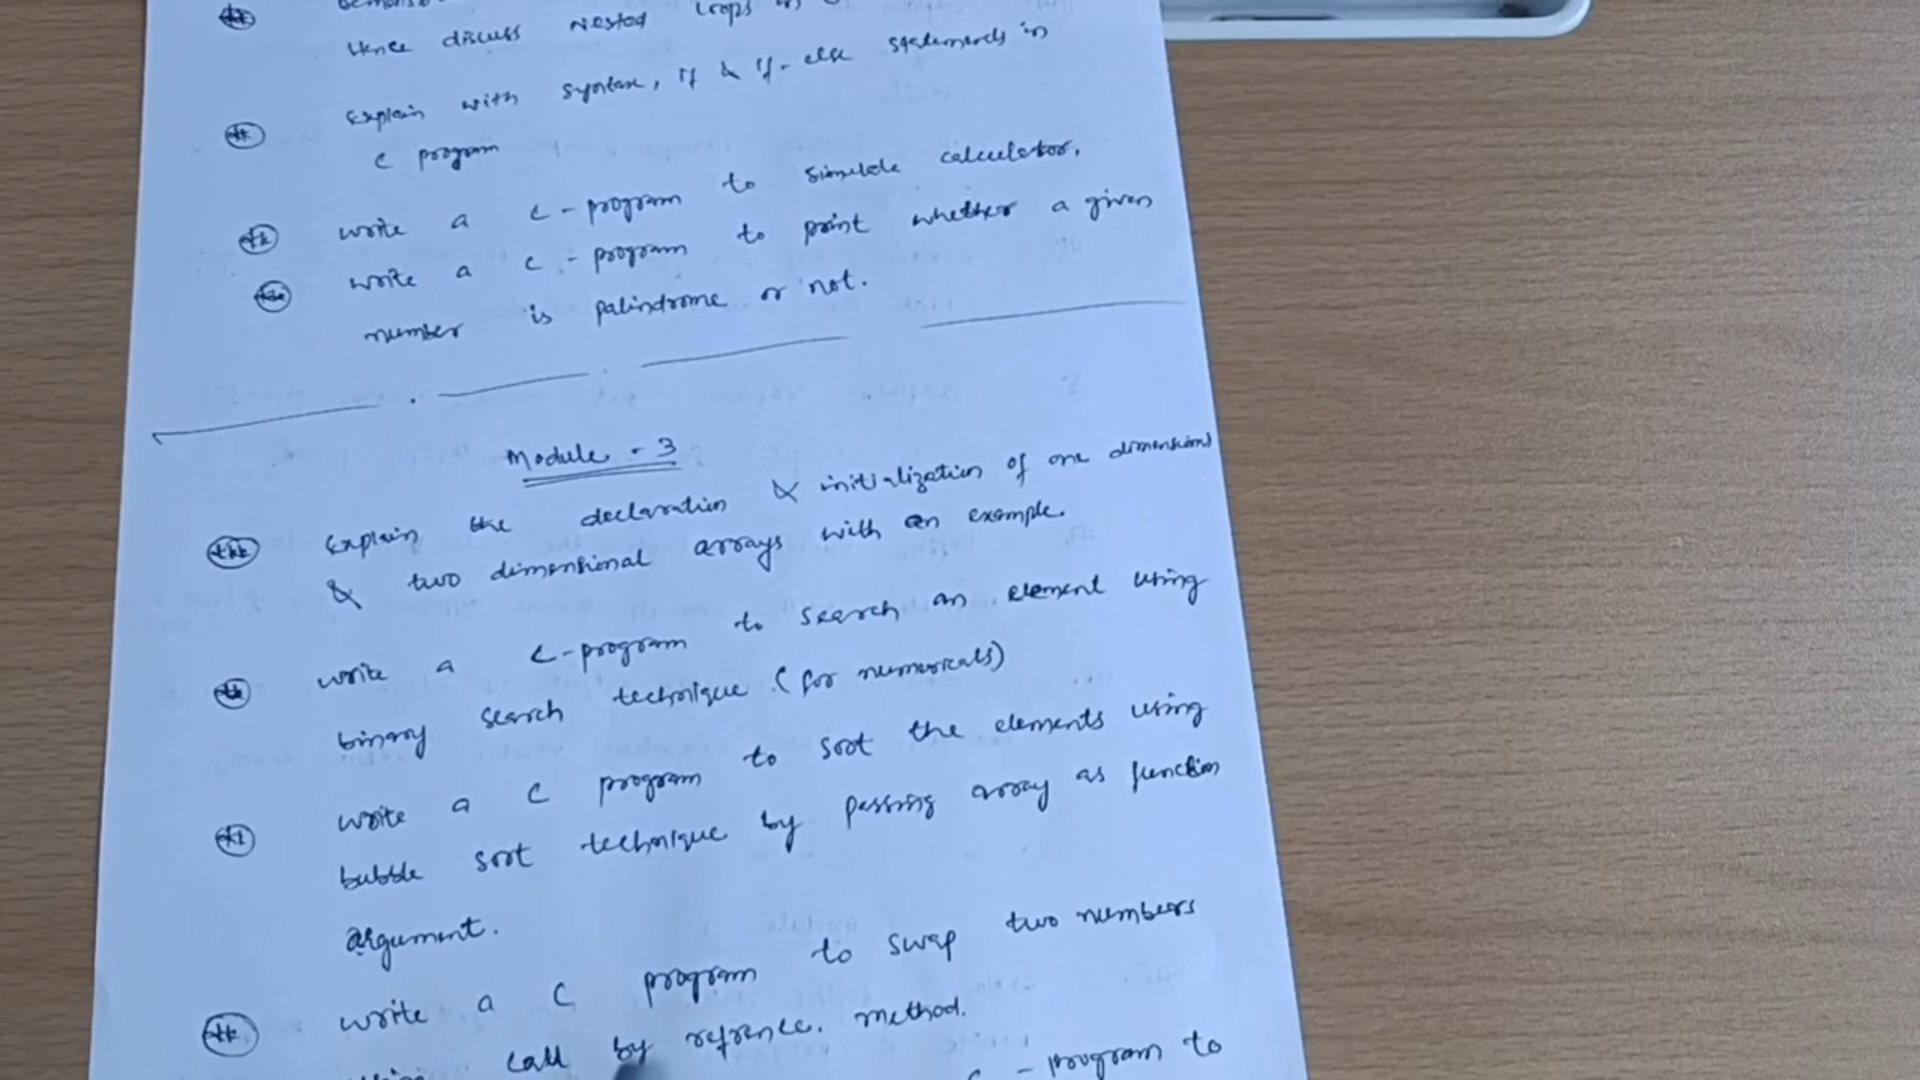 Hence discuss nested loops in
Explain with syntax, if & if-else statements in
C program
write a C-program to simulate calculator.
write a C-program to print whether a given
number is palindrome or not.
Module - 3
Explain the declaration & initialization of one dimensional
& two dimensional arrays with an example.
write a C-program to search an element using
binary search technique (for numericals)
write a C program to sort the elements using
bubble sort technique by passing array as function
argument.
write a C program to swap two numbers
call by refrence. method.
C - program to